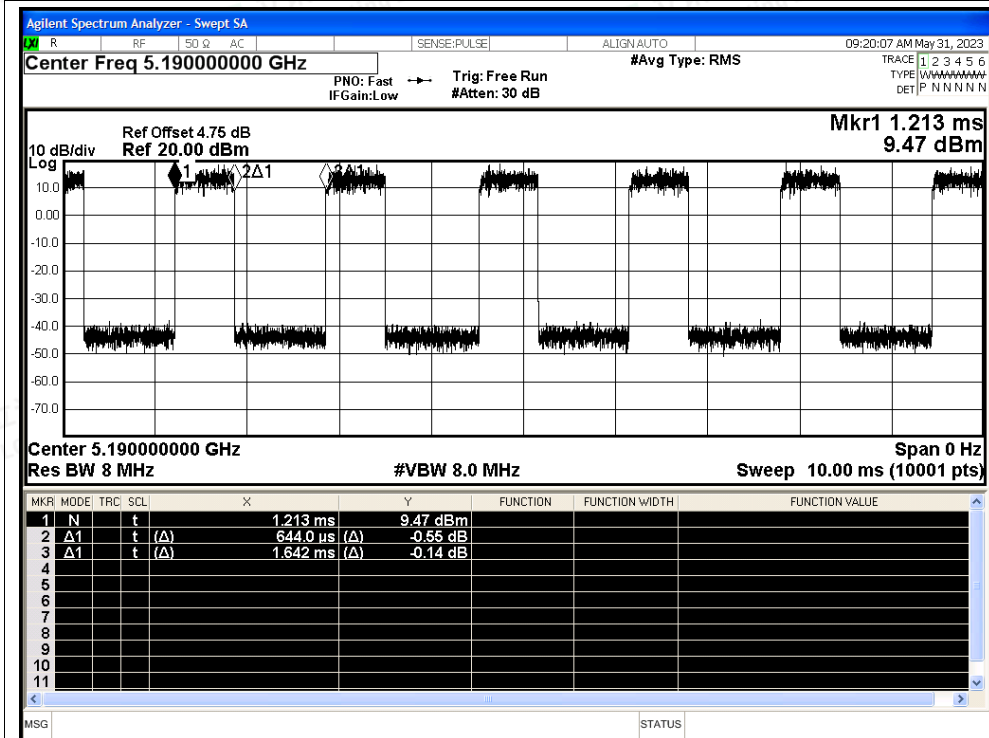 Agilent Spectrum Analyzer - Swept SA
LXI R RF 50 Ω AC SENSE:PULSE ALIGN AUTO 09:20:07 AM May 31, 2023
Center Freq 5.190000000 GHz #Avg Type: RMS TRACE 1 2 3 4 5 6
PNO: Fast Trig: Free Run TYPE
IFGain:Low #Atten: 30 dB DET P N N N N N
Mkr1 1.213 ms
Ref Offset 4.75 dB
10 dB/div Ref 20.00 dBm 9.47 dBm
Log
1 2Δ1 3Δ1
10.0
0.00
-10.0
-20.0
-30.0
-40.0
-50.0
-60.0
-70.0
Center 5.190000000 GHz Span 0 Hz
Res BW 8 MHz #VBW 8.0 MHz Sweep 10.00 ms (10001 pts)
MKR MODE TRC SCL X Y FUNCTION FUNCTION WIDTH FUNCTION VALUE
1 N t 1.213 ms 9.47 dBm
2 Δ1 t (Δ) 644.0 µs (Δ) -0.55 dB
3 Δ1 t (Δ) 1.642 ms (Δ) -0.14 dB
4
5
6
7
8
9
10
11
MSG STATUS